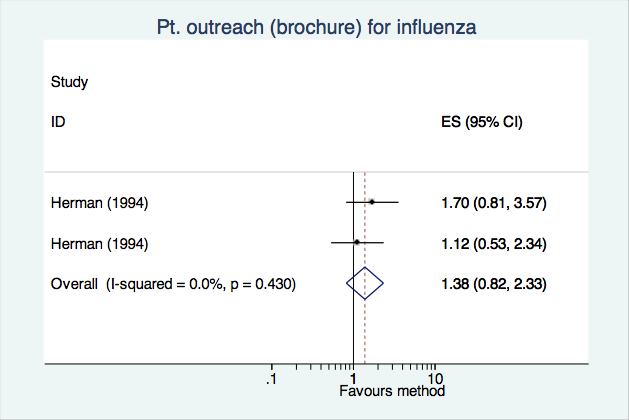 Pt. outreach (brochure) for influenza
Study
ID ES (95% CI)
Herman (1994) 1.70 (0.81, 3.57)
Herman (1994) 1.12 (0.53, 2.34)
Overall (I-squared = 0.0%, p = 0.430) 1.38 (0.82, 2.33)
.1 1 10
Favours method